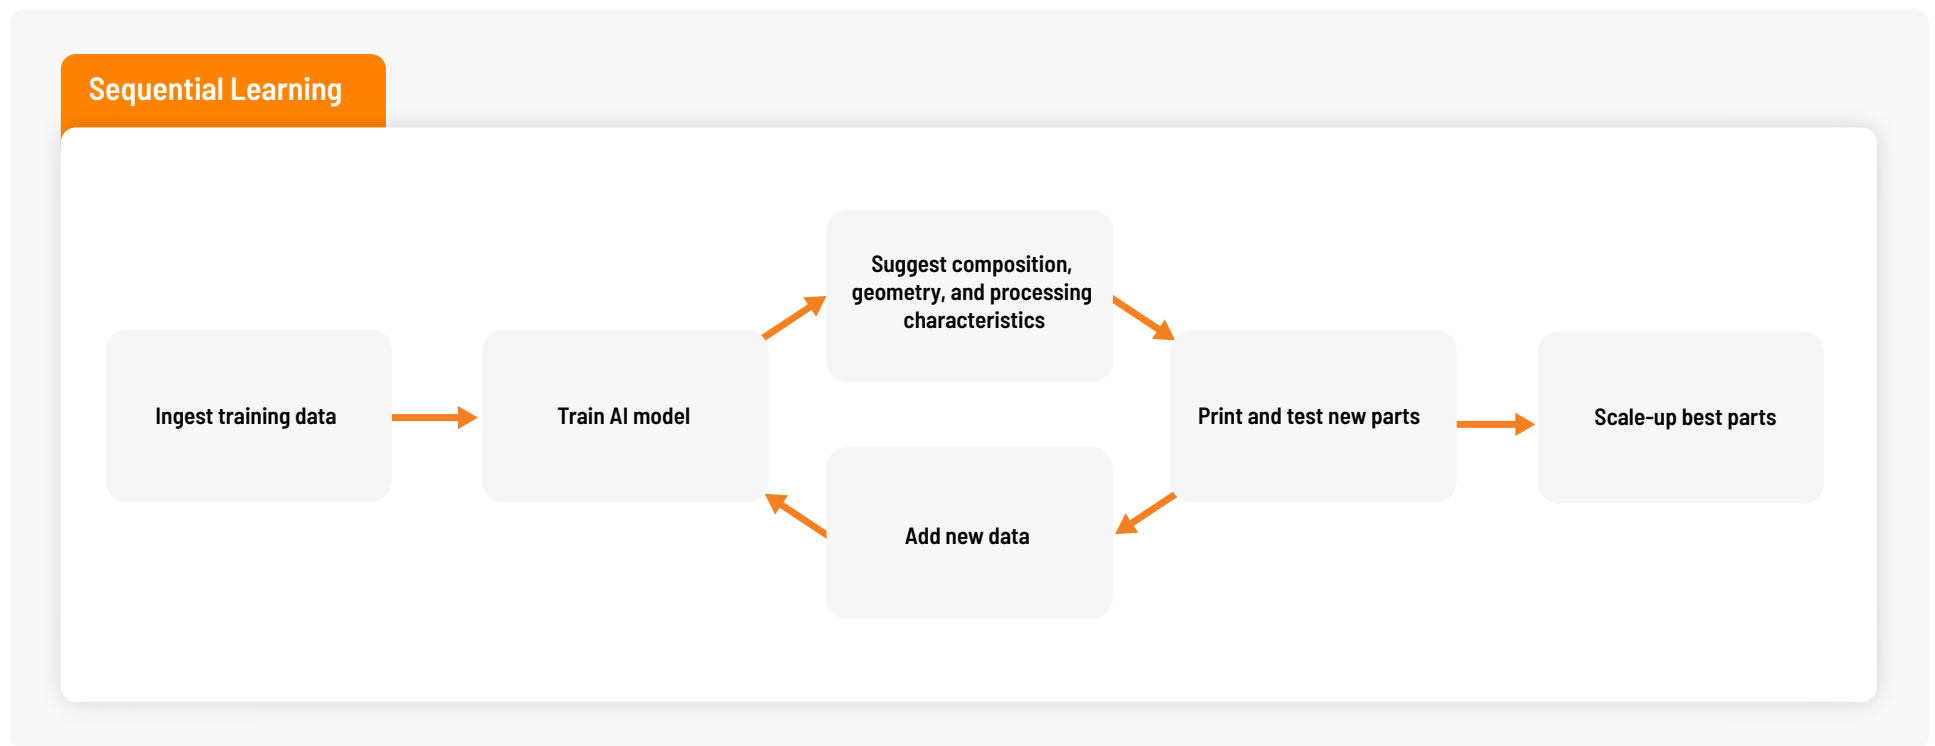 Sequential Learning
Ingest training data
Train AI model
Suggest composition,
geometry, and processing
characteristics
Add new data
Print and test new parts
Scale-up best parts